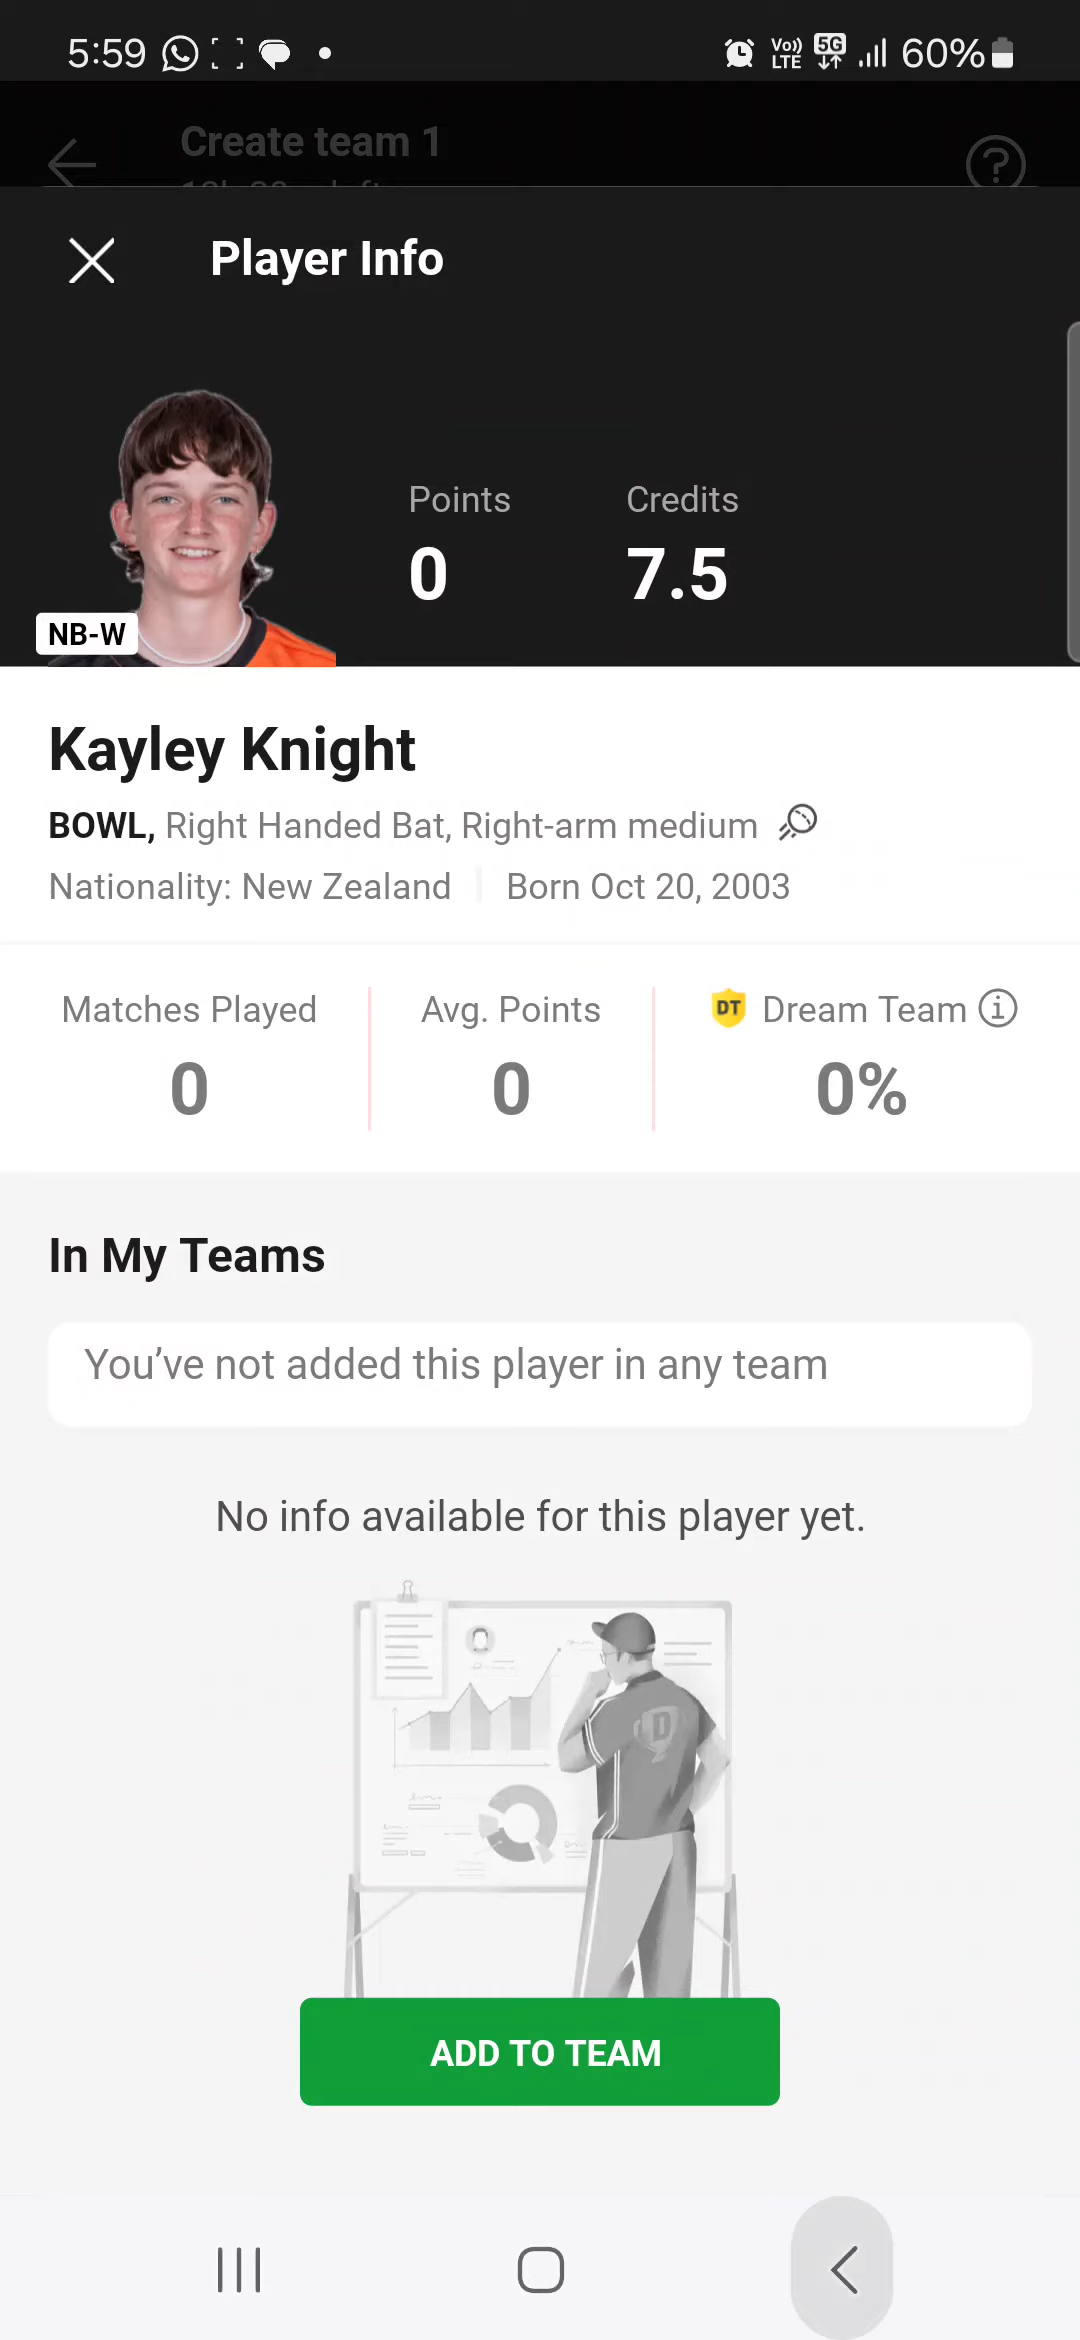 5:59
Vo)) LTE 5G 60%
Create team 1
Player Info
Points
Credits
0
7.5
NB-W
Kayley Knight
BOWL, Right Handed Bat, Right-arm medium
Nationality: New Zealand
Born Oct 20, 2003
Matches Played
Avg. Points
DT Dream Team
0
0
0%
In My Teams
You’ve not added this player in any team
No info available for this player yet.
D
ADD TO TEAM